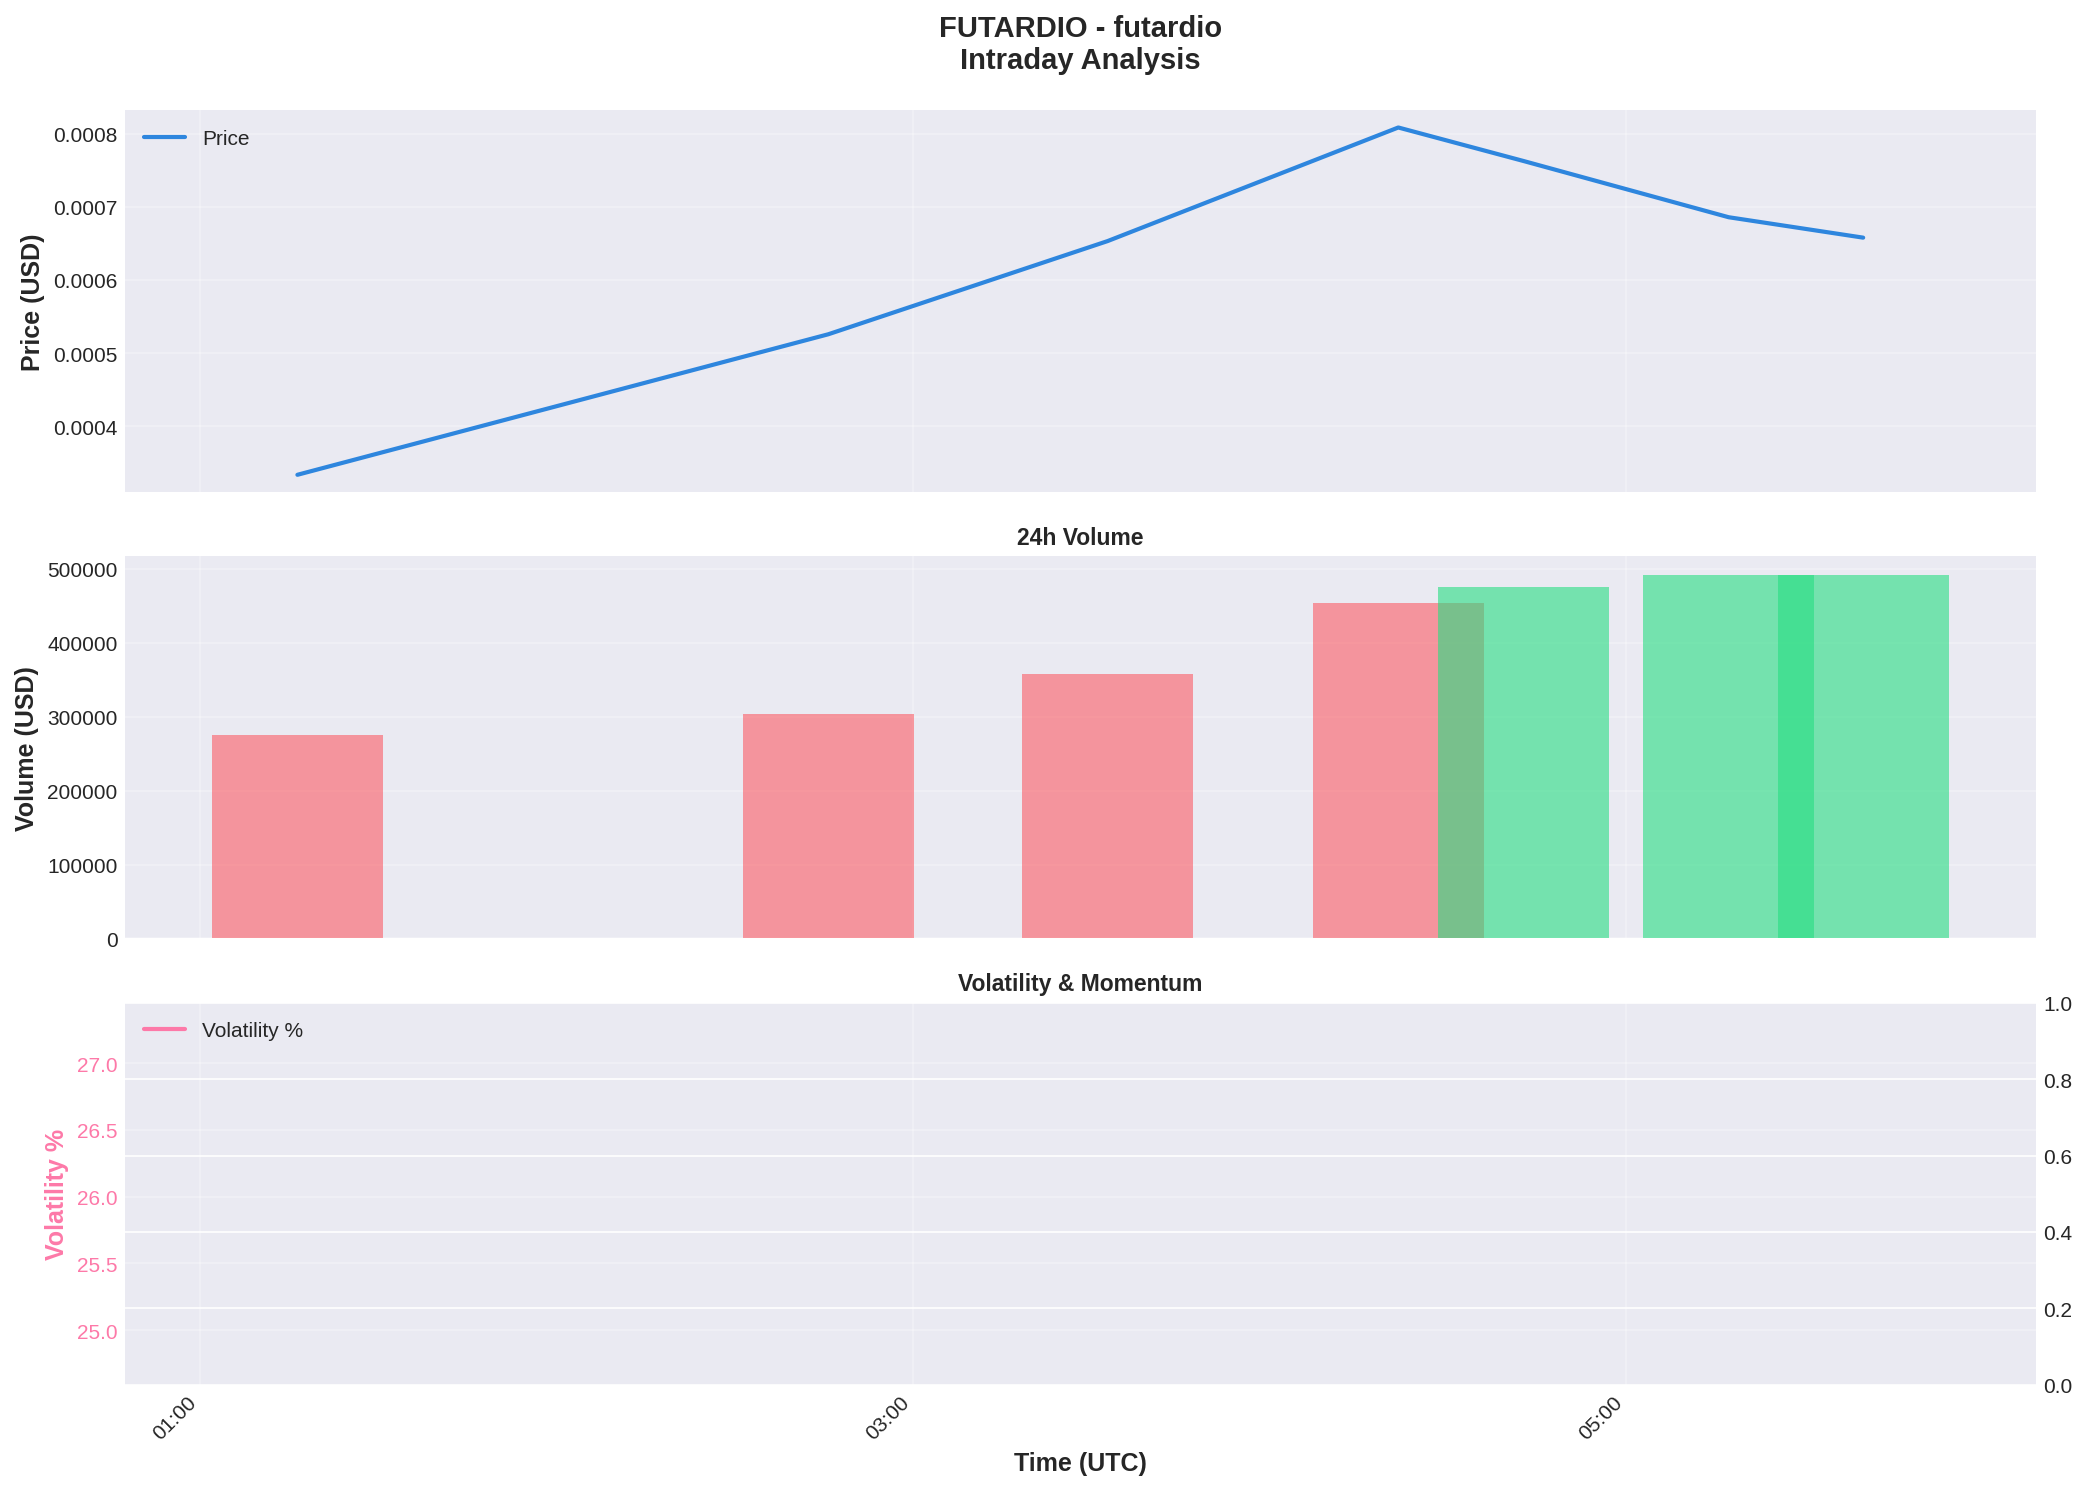 FUTARDIO - futardio
Intraday Analysis
Price
0.0008
0.0007
0.0006
0.0005
0.0004
Price (USD)
24h Volume
500000
400000
300000
200000
100000
0
Volume (USD)
Volatility & Momentum
Volatility %
27.0
26.5
26.0
25.5
25.0
Volatility %
1.0
0.8
0.6
0.4
0.2
0.0
01:00
03:00
05:00
Time (UTC)